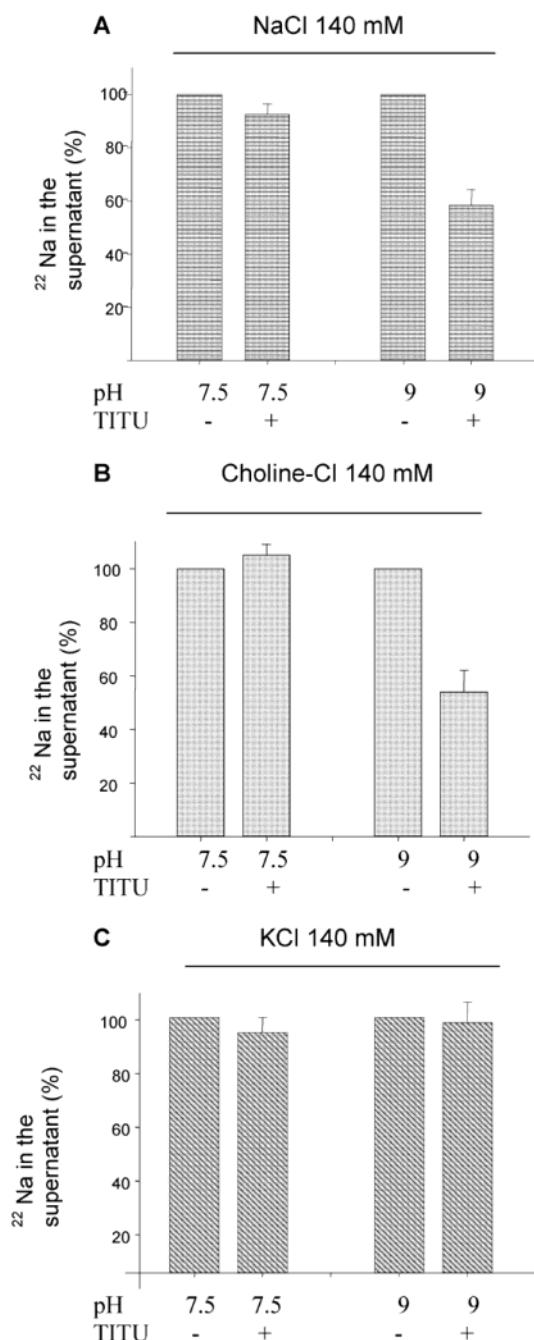 A
NaCl 140 mM
22 Na in the supernatant (%)
100
80
60
40
20
pH 7.5 7.5 9 9
TITU - + - +
B
Choline-Cl 140 mM
22 Na in the supernatant (%)
100
80
60
40
20
pH 7.5 7.5 9 9
TITU - + - +
C
KCl 140 mM
22 Na in the supernatant (%)
100
80
60
40
20
pH 7.5 7.5 9 9
TITU - + - +